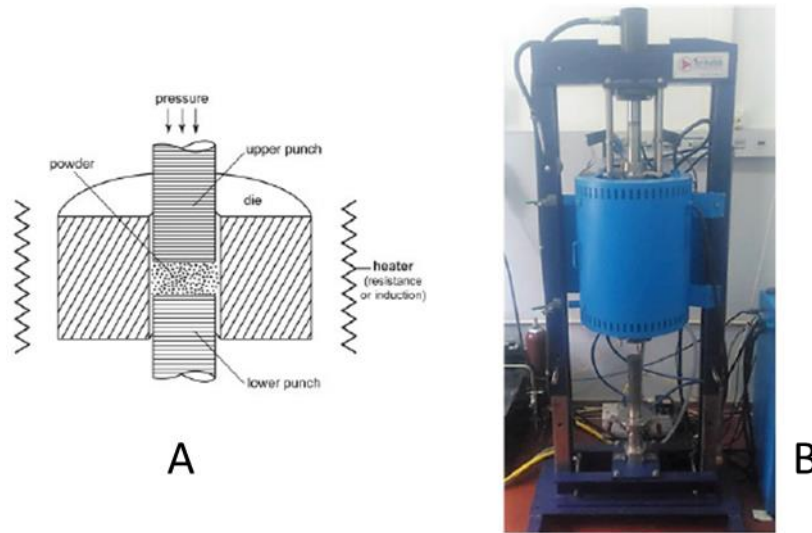 pressure
upper punch
powder
die
heater
(resistance
or induction)
lower punch
A
B